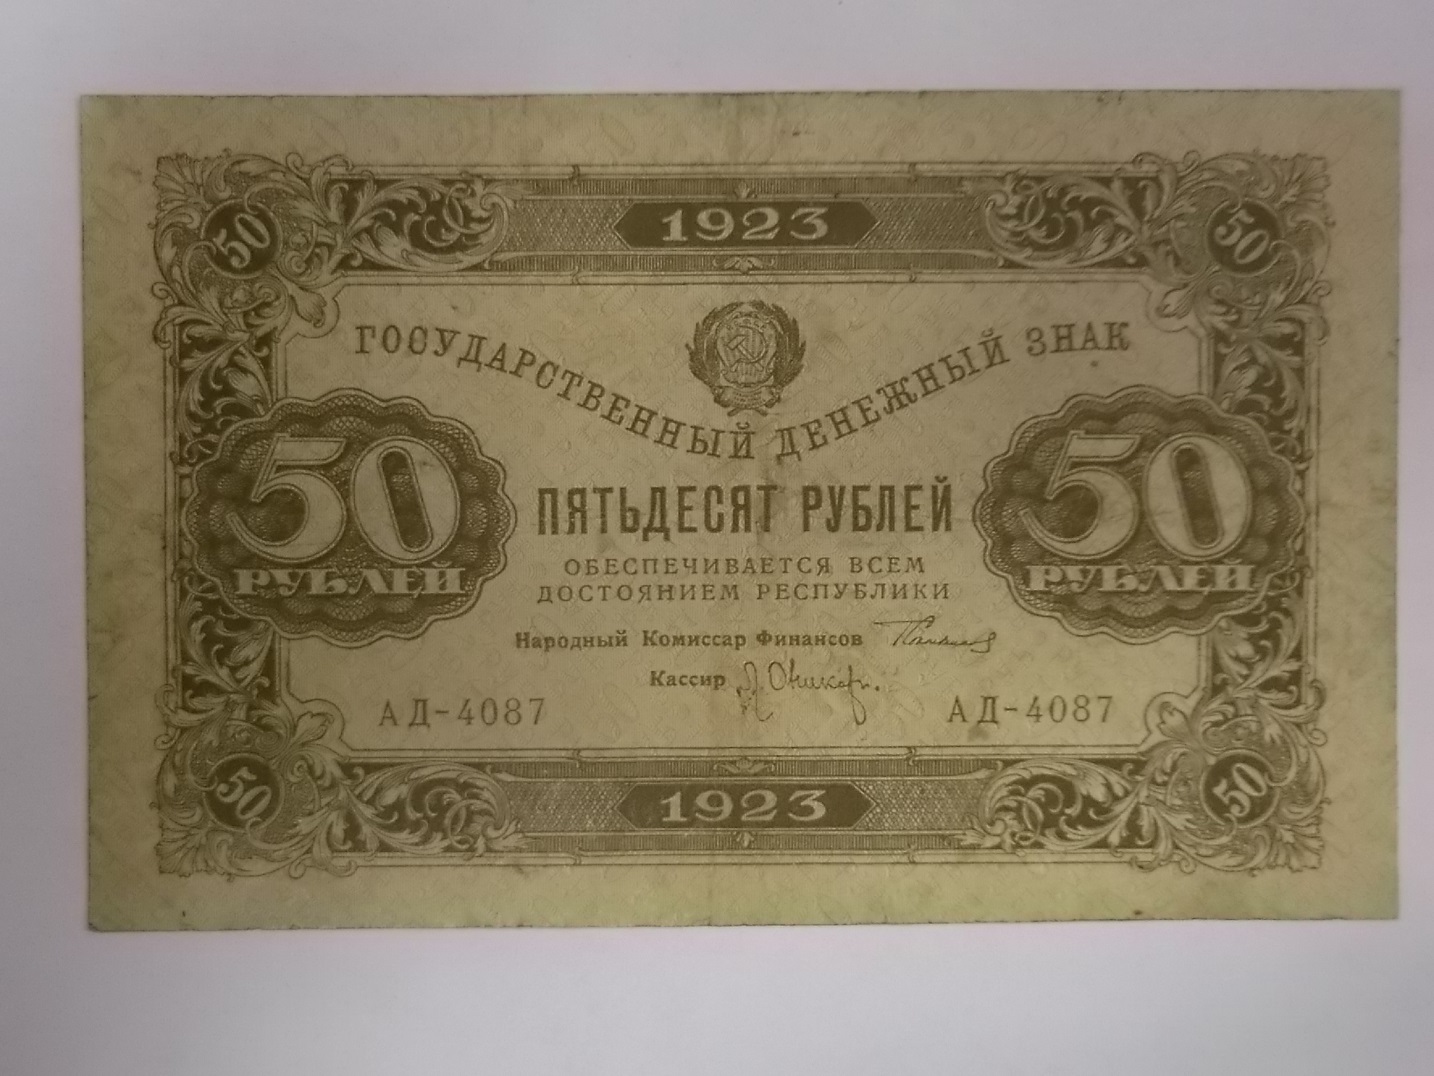 1923
50 50
ГОСУДАРСТВЕННЫЙ ДЕНЕЖНЫЙ ЗНАК
50 РУБЛЕЙ
ПЯТЬДЕСЯТ РУБЛЕЙ
50 РУБЛЕЙ
ОБЕСПЕЧИВАЕТСЯ ВСЕМ
ДОСТОЯНИЕМ РЕСПУБЛИКИ
Народный Комиссар Финансов
Кассир
АД-4087 АД-4087
50 50
1923